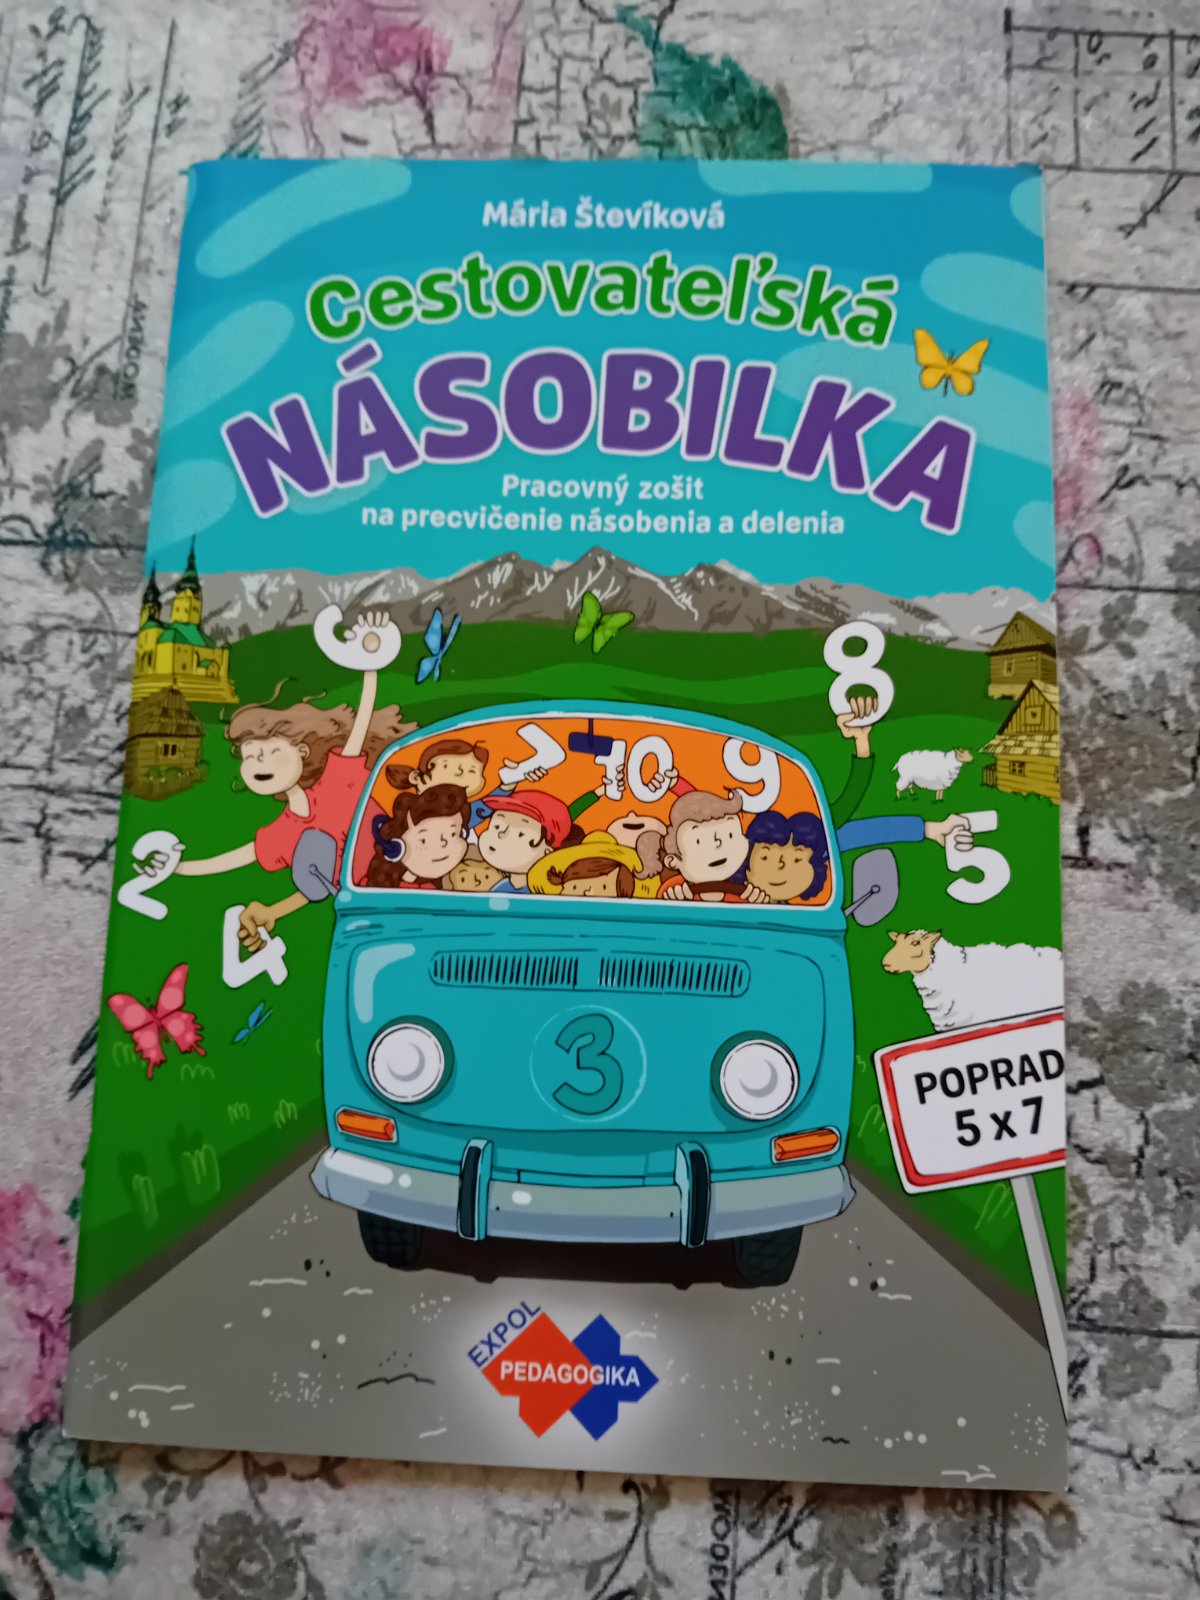 Mária Števíková
Cestovateľská
NÁSOBILKA
Pracovný zošit
na precvičenie násobenia a delenia
6
8
7
10
9
2
5
4
3
POPRAD
5 x 7
EXPOL
PEDAGOGIKA